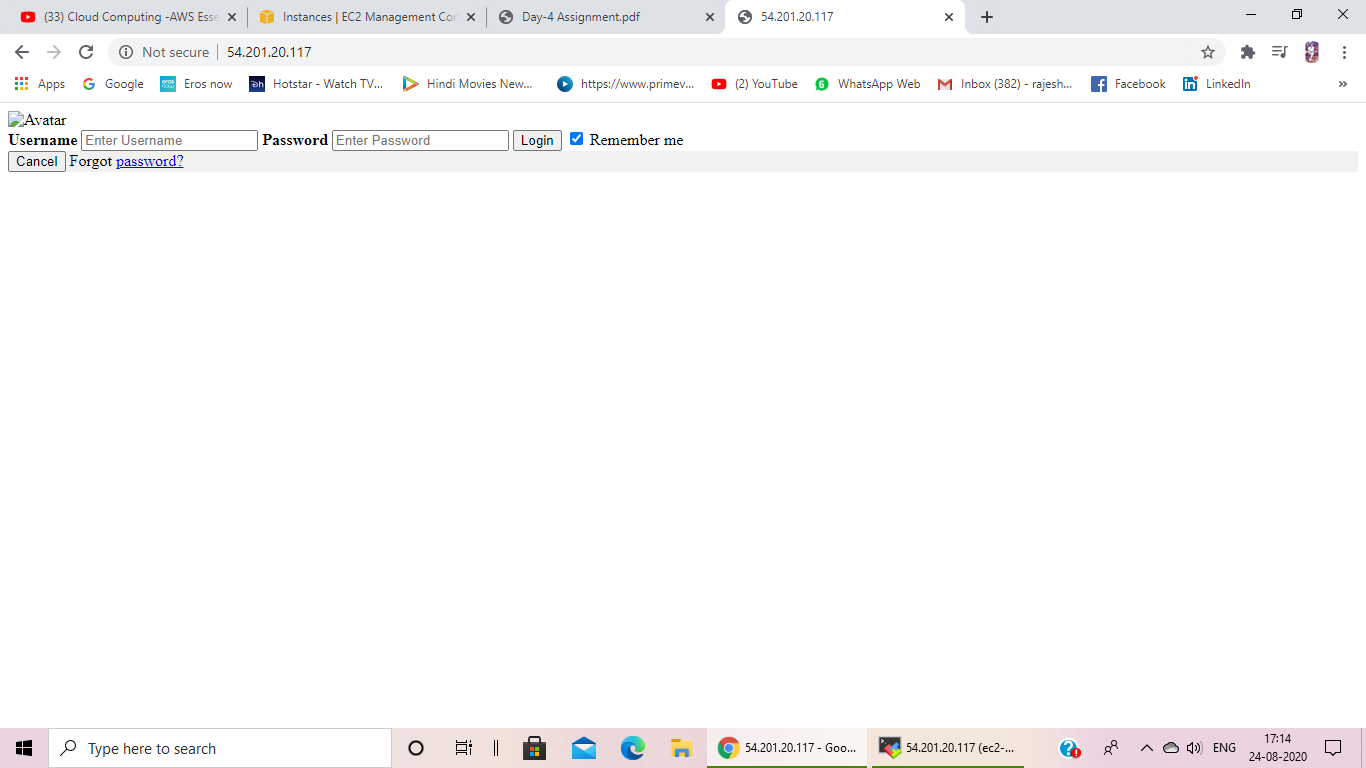 (33) Cloud Computing -AWS Esse
Instances | EC2 Management Con
Day-4 Assignment.pdf
54.201.20.117
Not secure 54.201.20.117
Apps Google Eros now Hotstar - Watch TV... Hindi Movies New... https://www.primev... (2) YouTube WhatsApp Web Inbox (382) - rajesh... Facebook LinkedIn »
Avatar
Username Enter Username Password Enter Password Login Remember me
Cancel Forgot password?
Type here to search
54.201.20.117 - Goo...
54.201.20.117 (ec2-...
ENG
17:14
24-08-2020